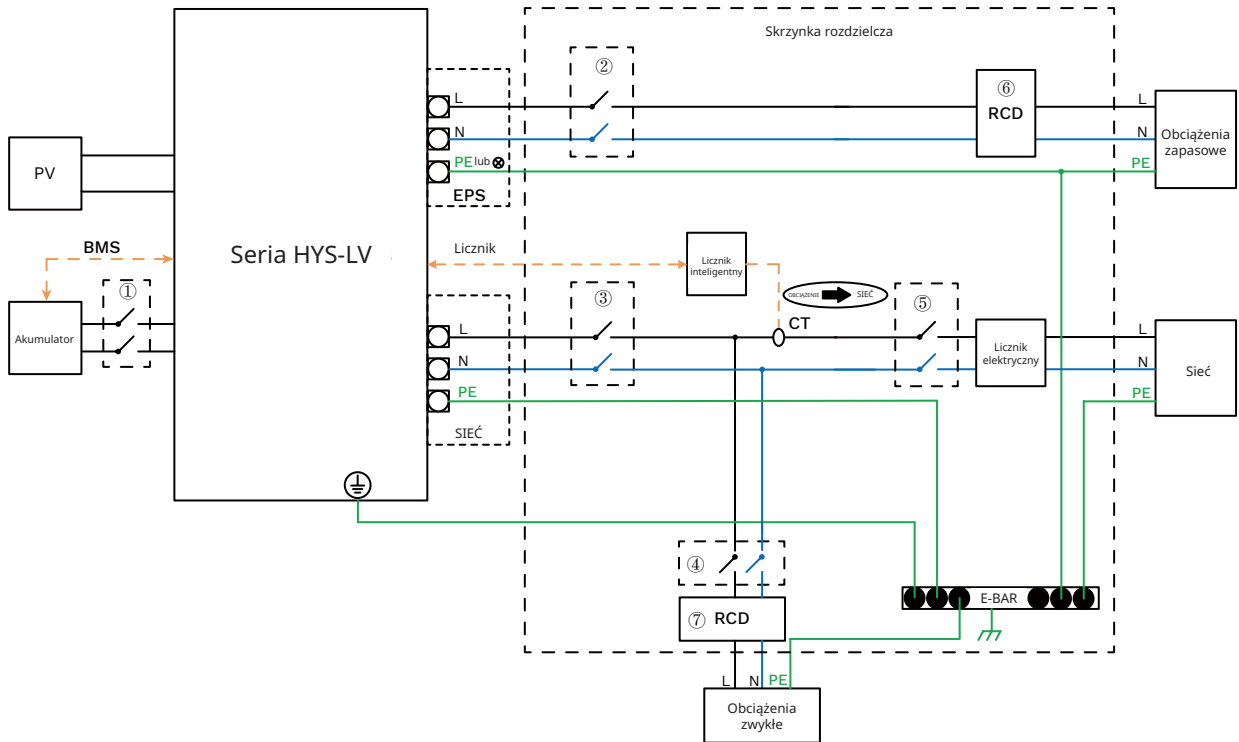 Skrzynka rozdzielcza
②
⑥
RCD
L
L
N
N
PE lub ⊗
PE
EPS
Obciążenia
zapasowe
PV
BMS
Seria HYS-LV
Licznik
Licznik
inteligentny
OBCIĄŻENIE
SIEĆ
①
③
⑤
CT
Akumulator
L
L
N
N
PE
PE
Licznik
elektryczny
Sieć
SIEĆ
④
⑦ RCD
E-BAR
L
N
PE
Obciążenia
zwykłe